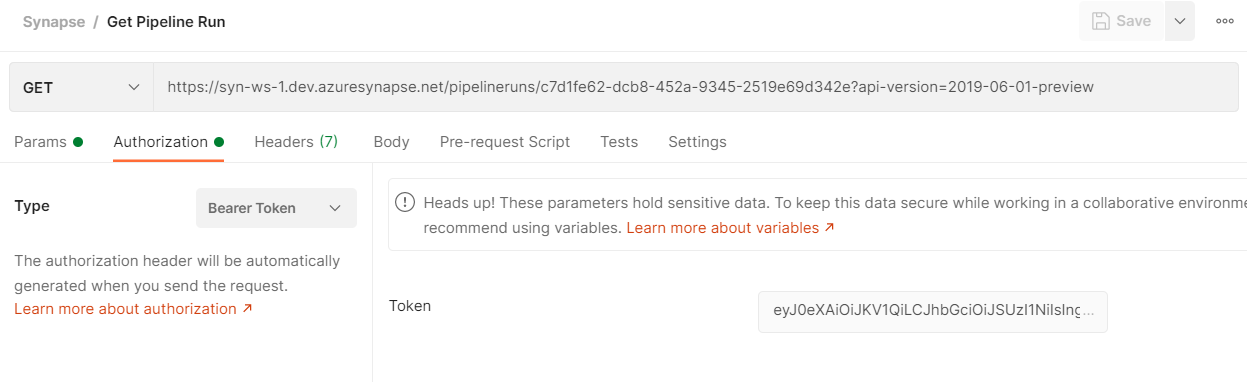 Synapse / Get Pipeline Run
Save
GET
https://syn-ws-1.dev.azuresynapse.net/pipelineruns/c7d1fe62-dcb8-452a-9345-2519e69d342e?api-version=2019-06-01-preview
Params Authorization Headers (7) Body Pre-request Script Tests Settings
Type
Bearer Token
The authorization header will be automatically
generated when you send the request.
Learn more about authorization ↗
Heads up! These parameters hold sensitive data. To keep this data secure while working in a collaborative environme
recommend using variables. Learn more about variables ↗
Token
eyJ0eXAiOiJKV1QiLCJhbGciOiJSUzI1NiIsIng...